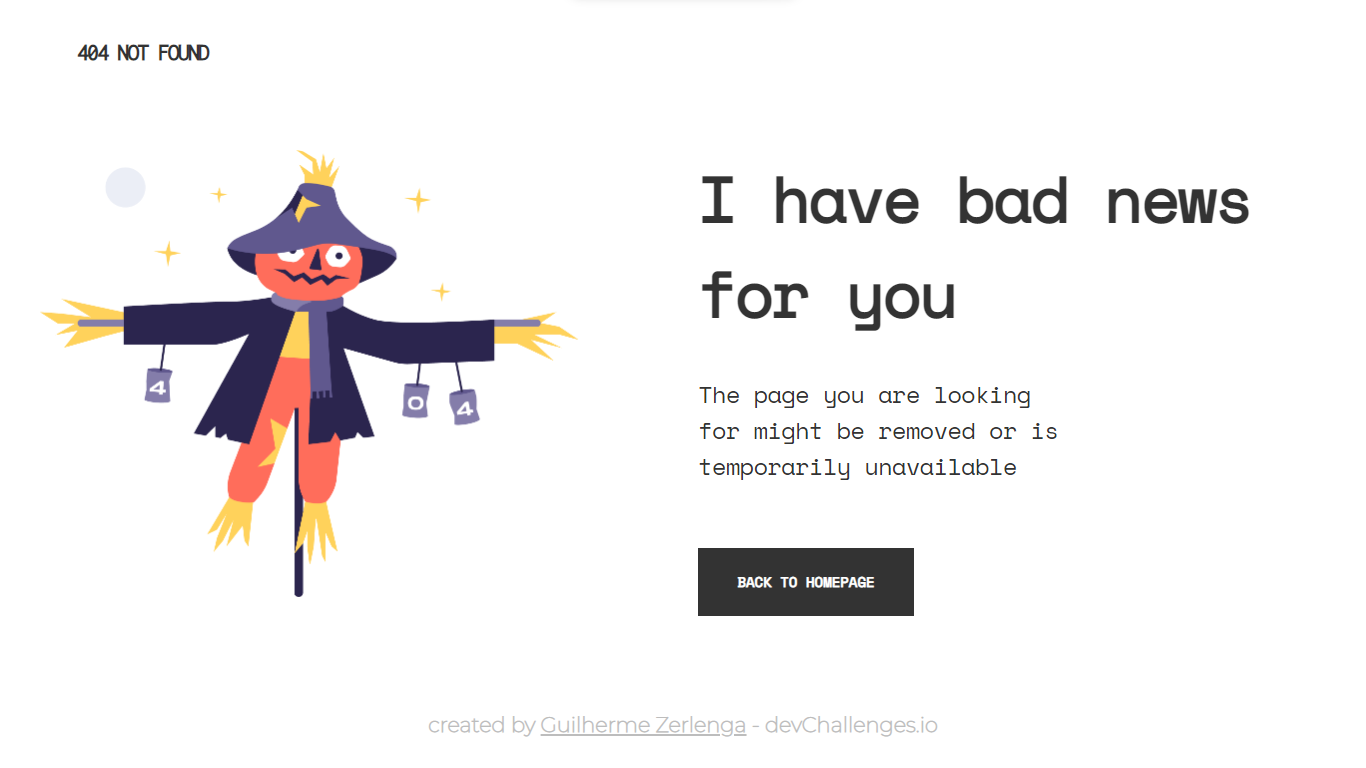 404 NOT FOUND
I have bad news
for you
4
0
4
The page you are looking
for might be removed or is
temporarily unavailable
BACK TO HOMEPAGE
created by Guilherme Zerlenga - devChallenges.io